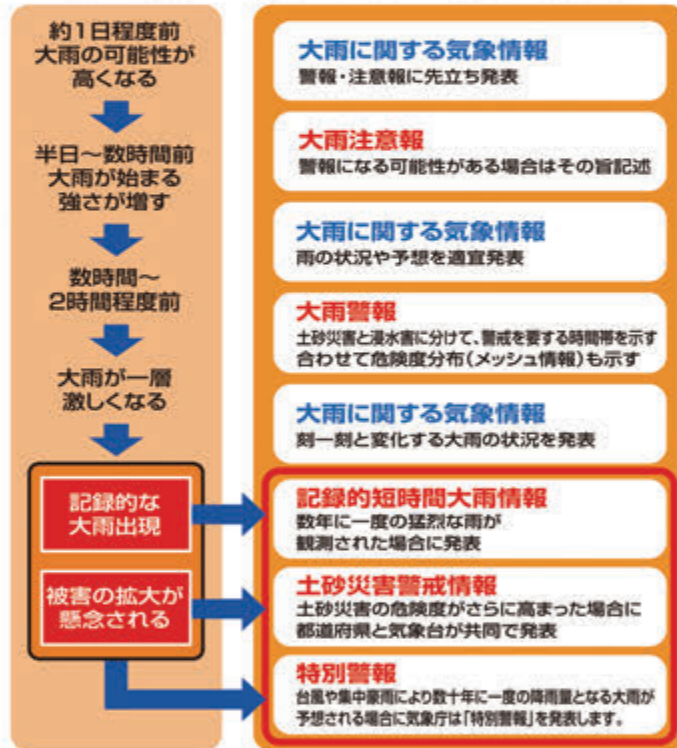 約1日程度前
大雨の可能性が
高くなる
半日～数時間前
大雨が始まる
強さが増す
数時間～
2時間程度前
大雨が一層
激しくなる
記録的な
大雨出現
被害の拡大が
懸念される
大雨に関する気象情報
警報・注意報に先立ち発表
大雨注意報
警報になる可能性がある場合はその旨記述
大雨に関する気象情報
雨の状況や予想を適宜発表
大雨警報
土砂災害と浸水害に分けて、警戒を要する時間帯を示す
合わせて危険度分布(メッシュ情報)も示す
大雨に関する気象情報
刻一刻と変化する大雨の状況を発表
記録的短時間大雨情報
数年に一度の猛烈な雨が
観測された場合に発表
土砂災害警戒情報
土砂災害の危険度がさらに高まった場合に
都道府県と気象台が共同で発表
特別警報
台風や集中豪雨により数十年に一度の降雨量となる大雨が
予想される場合に気象庁は「特別警報」を発表します。